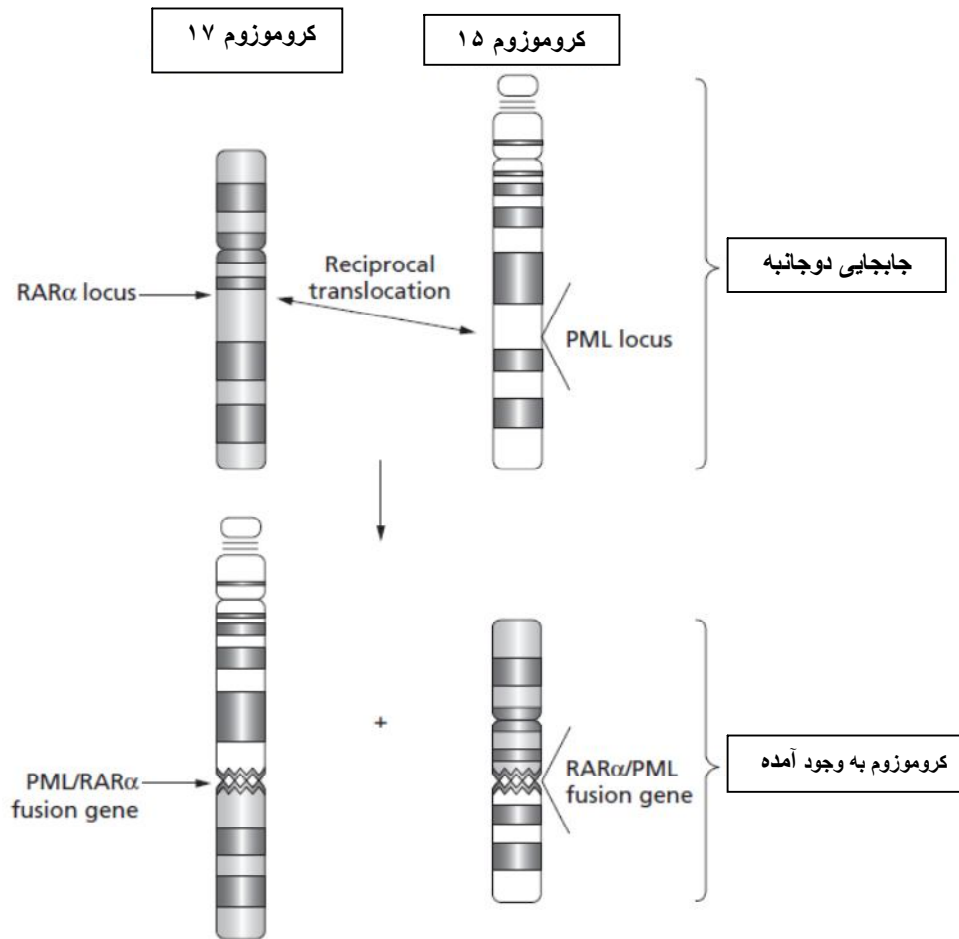 کروموزوم ۱۷
کروموزوم ۱۵
RARα locus
Reciprocal
translocation
PML locus
جابجایی دوجانبه
PML/RARα
fusion gene
+
RARα/PML
fusion gene
کروموزوم به وجود آمده